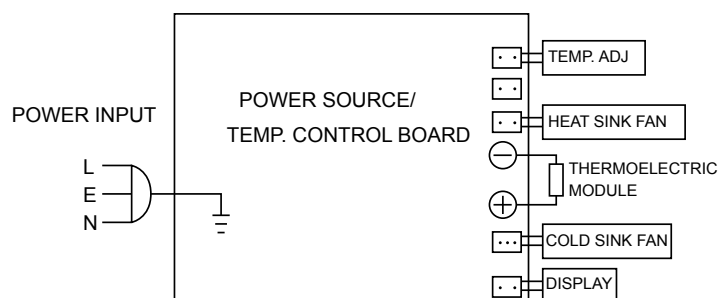 POWER INPUT
L
E
N
POWER SOURCE/
TEMP. CONTROL BOARD
TEMP. ADJ
HEAT SINK FAN
THERMOELECTRIC
MODULE
COLD SINK FAN
DISPLAY